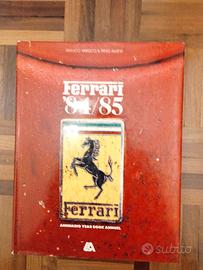 Ferrari
'84/85
Ferrari
ANNUARIO YEAR BOOK ANNUEL
subito